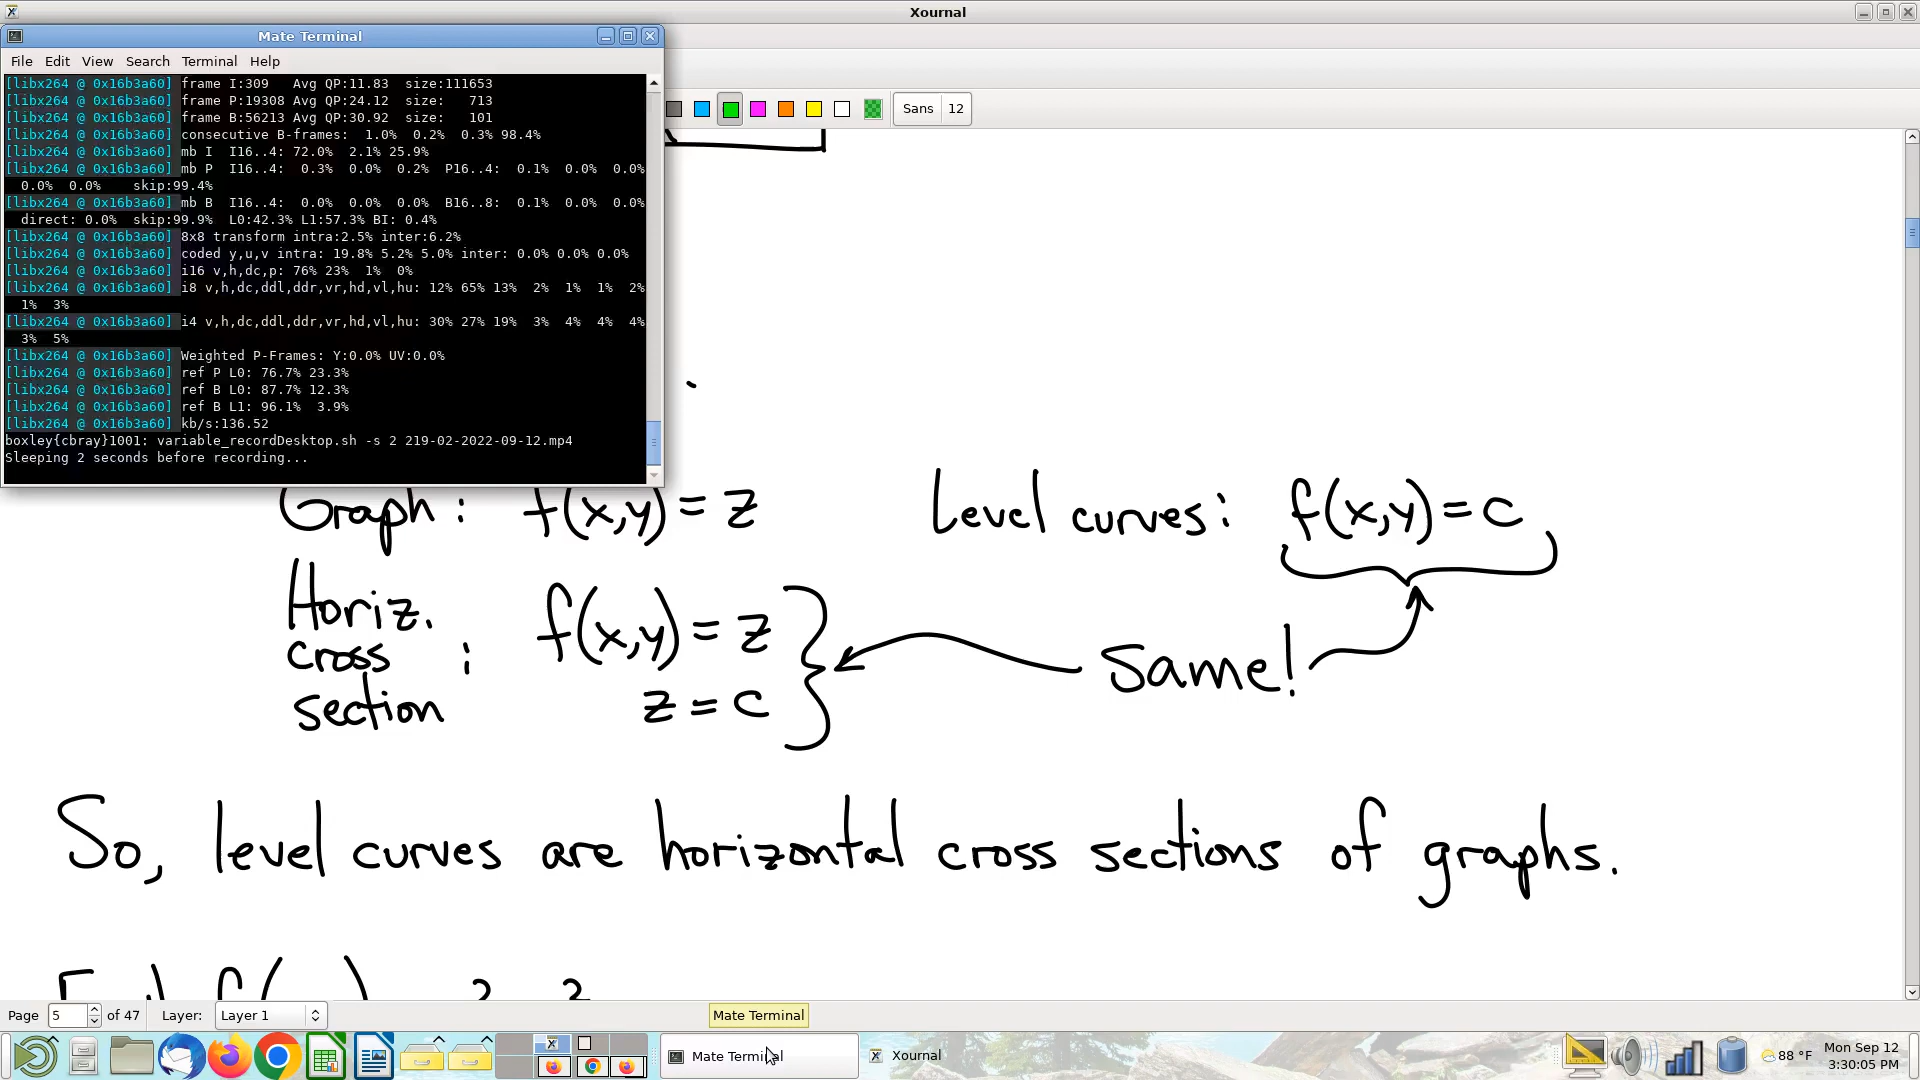 Xournal
Mate Terminal
File Edit View Search Terminal Help
[libx264 @ 0x16b3a60] frame I:309   Avg QP:11.83  size:111653
[libx264 @ 0x16b3a60] frame P:19308 Avg QP:24.12  size:   713
[libx264 @ 0x16b3a60] frame B:56213 Avg QP:30.92  size:   101
[libx264 @ 0x16b3a60] consecutive B-frames:  1.0%  0.2%  0.3% 98.4%
[libx264 @ 0x16b3a60] mb I  I16..4: 72.0%  2.1% 25.9%
[libx264 @ 0x16b3a60] mb P  I16..4:  0.3%  0.0%  0.2%  P16..4:  0.1%  0.0%  0.0%
  0.0%  0.0%    skip:99.4%
[libx264 @ 0x16b3a60] mb B  I16..4:  0.0%  0.0%  0.0%  B16..8:  0.1%  0.0%  0.0%
  direct: 0.0%  skip:99.9%  L0:42.3% L1:57.3% BI: 0.4%
[libx264 @ 0x16b3a60] 8x8 transform intra:2.5% inter:6.2%
[libx264 @ 0x16b3a60] coded y,u,v intra: 19.8% 5.2% 5.0% inter: 0.0% 0.0% 0.0%
[libx264 @ 0x16b3a60] i16 v,h,dc,p: 76% 23%  1%  0%
[libx264 @ 0x16b3a60] i8 v,h,dc,ddl,ddr,vr,hd,vl,hu: 12% 65% 13%  2%  1%  1%  2%
  1%  3%
[libx264 @ 0x16b3a60] i4 v,h,dc,ddl,ddr,vr,hd,vl,hu: 30% 27% 19%  3%  4%  4%  4%
  3%  5%
[libx264 @ 0x16b3a60] Weighted P-Frames: Y:0.0% UV:0.0%
[libx264 @ 0x16b3a60] ref P L0: 76.7% 23.3%
[libx264 @ 0x16b3a60] ref B L0: 87.7% 12.3%
[libx264 @ 0x16b3a60] ref B L1: 96.1%  3.9%
[libx264 @ 0x16b3a60] kb/s:136.52
boxley{cbray}1001: variable_recordDesktop.sh -s 2 219-02-2022-09-12.mp4
Sleeping 2 seconds before recording...
Sans 12
Graph : f(x,y) = z
Level curves: f(x,y) = c
Horiz. cross section : f(x,y) = z
z = c
Same!
So, level curves are horizontal cross sections of graphs.
Page 5 of 47 Layer: Layer 1
Mate Terminal
Mate Terminal
Xournal
88 °F
Mon Sep 12
3:30:05 PM